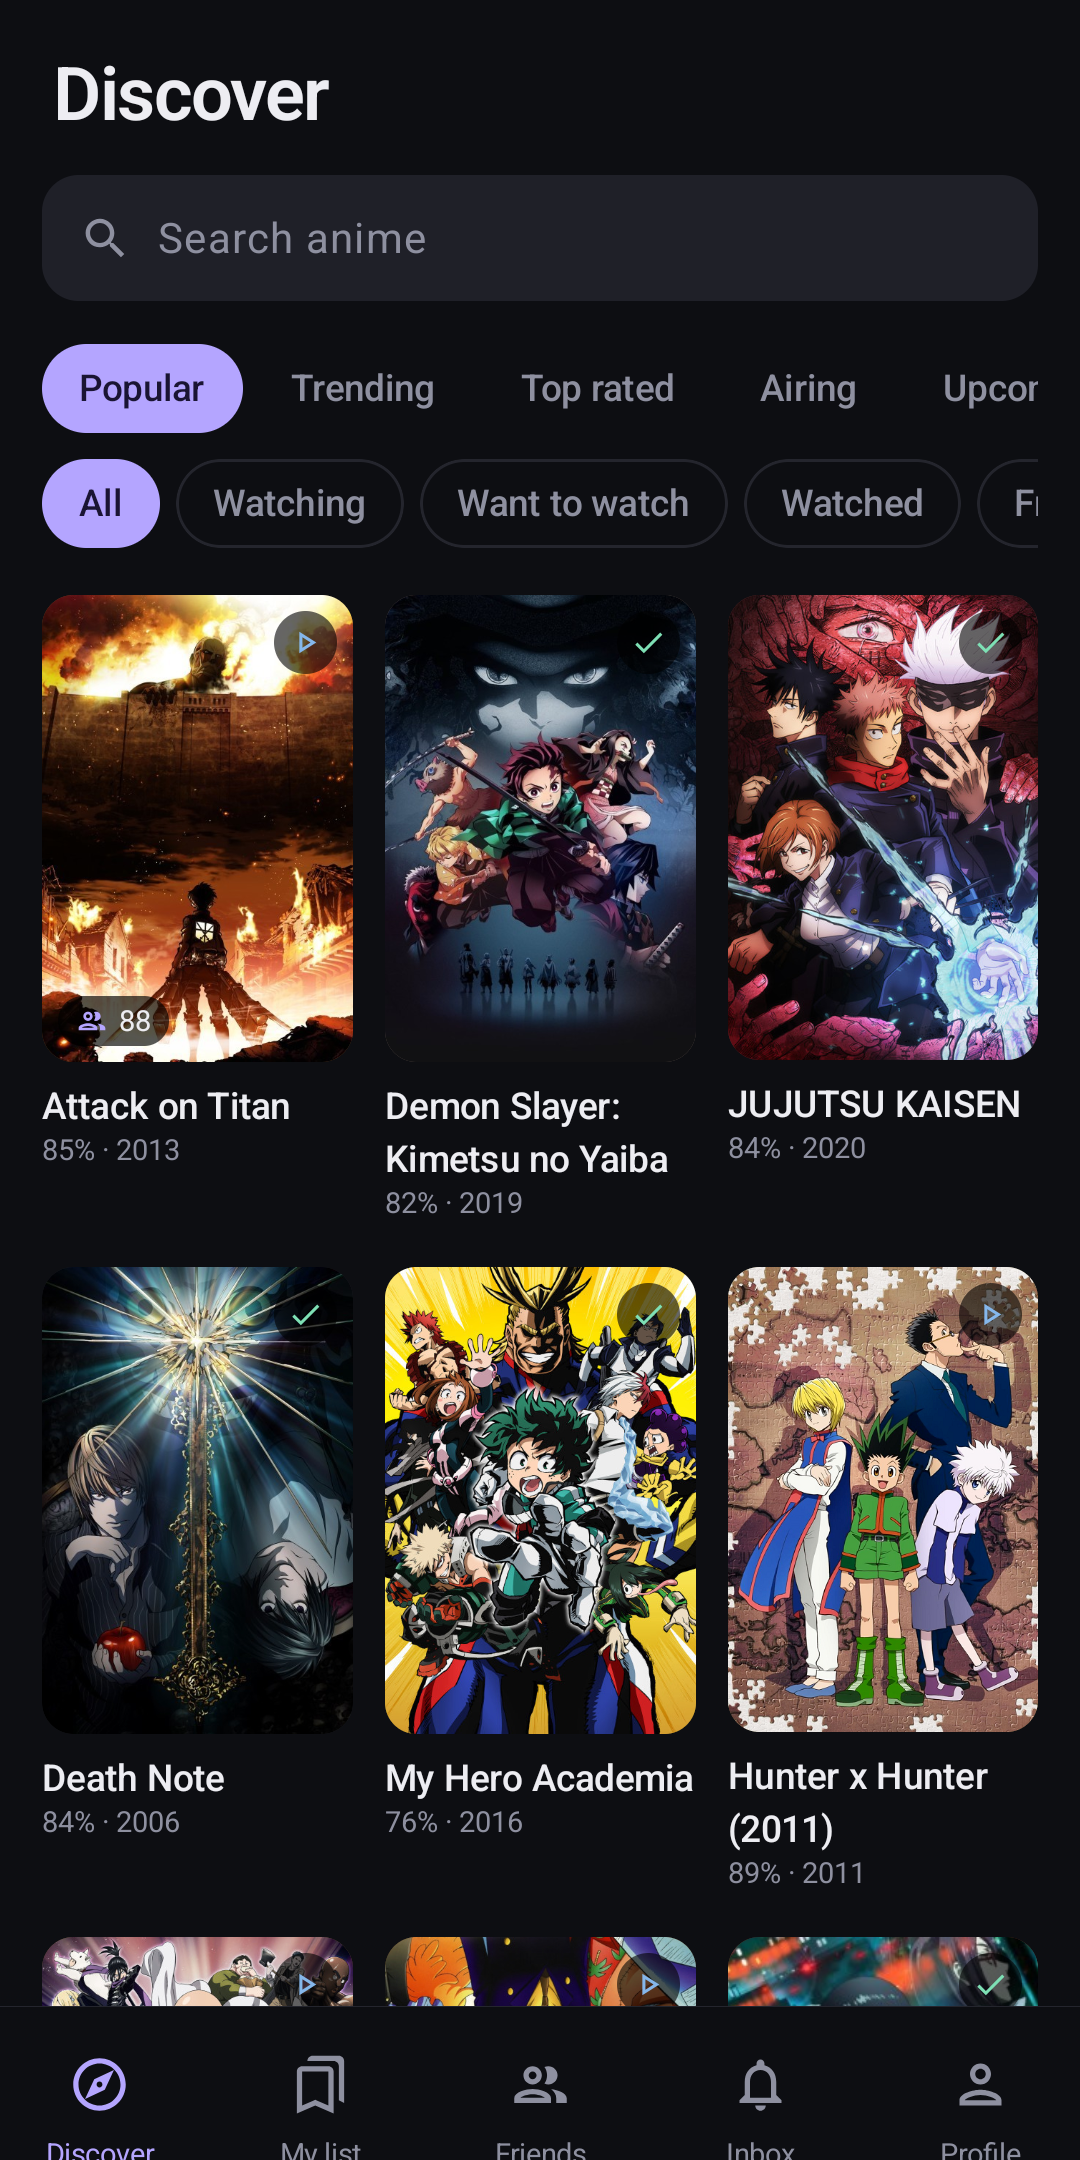 Discover
Search anime
Popular
Trending
Top rated
Airing
Upcor
All
Watching
Want to watch
Watched
88
Attack on Titan
85% · 2013
Demon Slayer:
Kimetsu no Yaiba
82% · 2019
JUJUTSU KAISEN
84% · 2020
Death Note
84% · 2006
My Hero Academia
76% · 2016
Hunter x Hunter
(2011)
89% · 2011
Discover
My list
Friends
Inbox
Profile